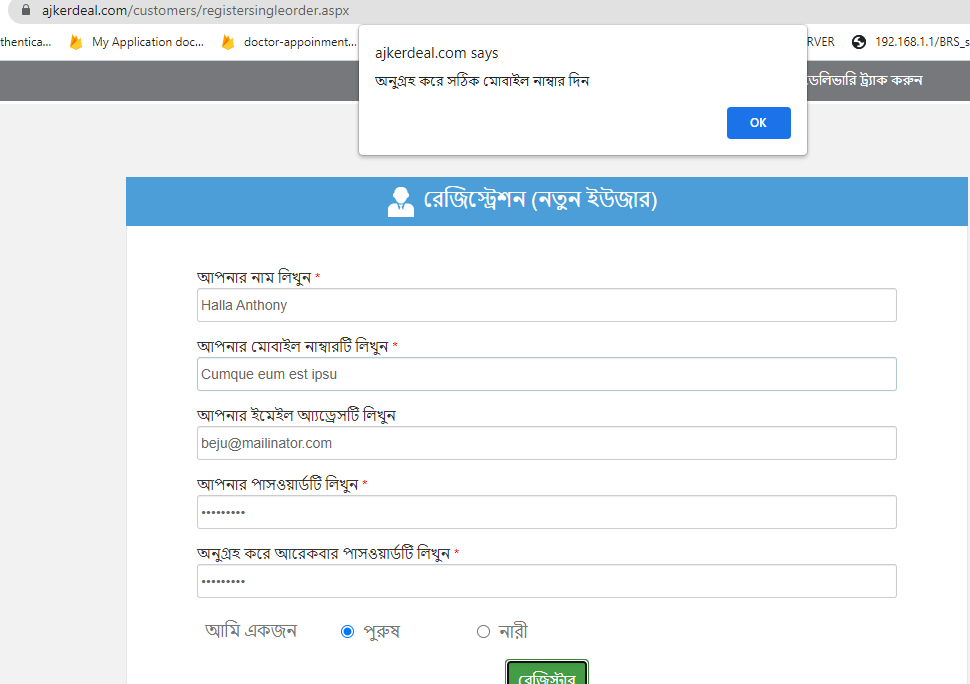 ajkerdeal.com/customers/registersingleorder.aspx
thentica... My Application doc... doctor-appoinment... RVER 192.168.1.1/BRS_s
ajkerdeal.com says
অনুগ্রহ করে সঠিক মোবাইল নাম্বার দিন
OK
ডেলিভারি ট্র্যাক করুন
রেজিস্ট্রেশন (নতুন ইউজার)
আপনার নাম লিখুন *
Halla Anthony
আপনার মোবাইল নাম্বারটি লিখুন *
Cumque eum est ipsu
আপনার ইমেইল অ্যাড্রেসটি লিখুন
beju@mailinator.com
আপনার পাসওয়ার্ডটি লিখুন *
•••••••••
অনুগ্রহ করে আরেকবার পাসওয়ার্ডটি লিখুন *
•••••••••
আমি একজন পুরুষ নারী
রেজিস্টার